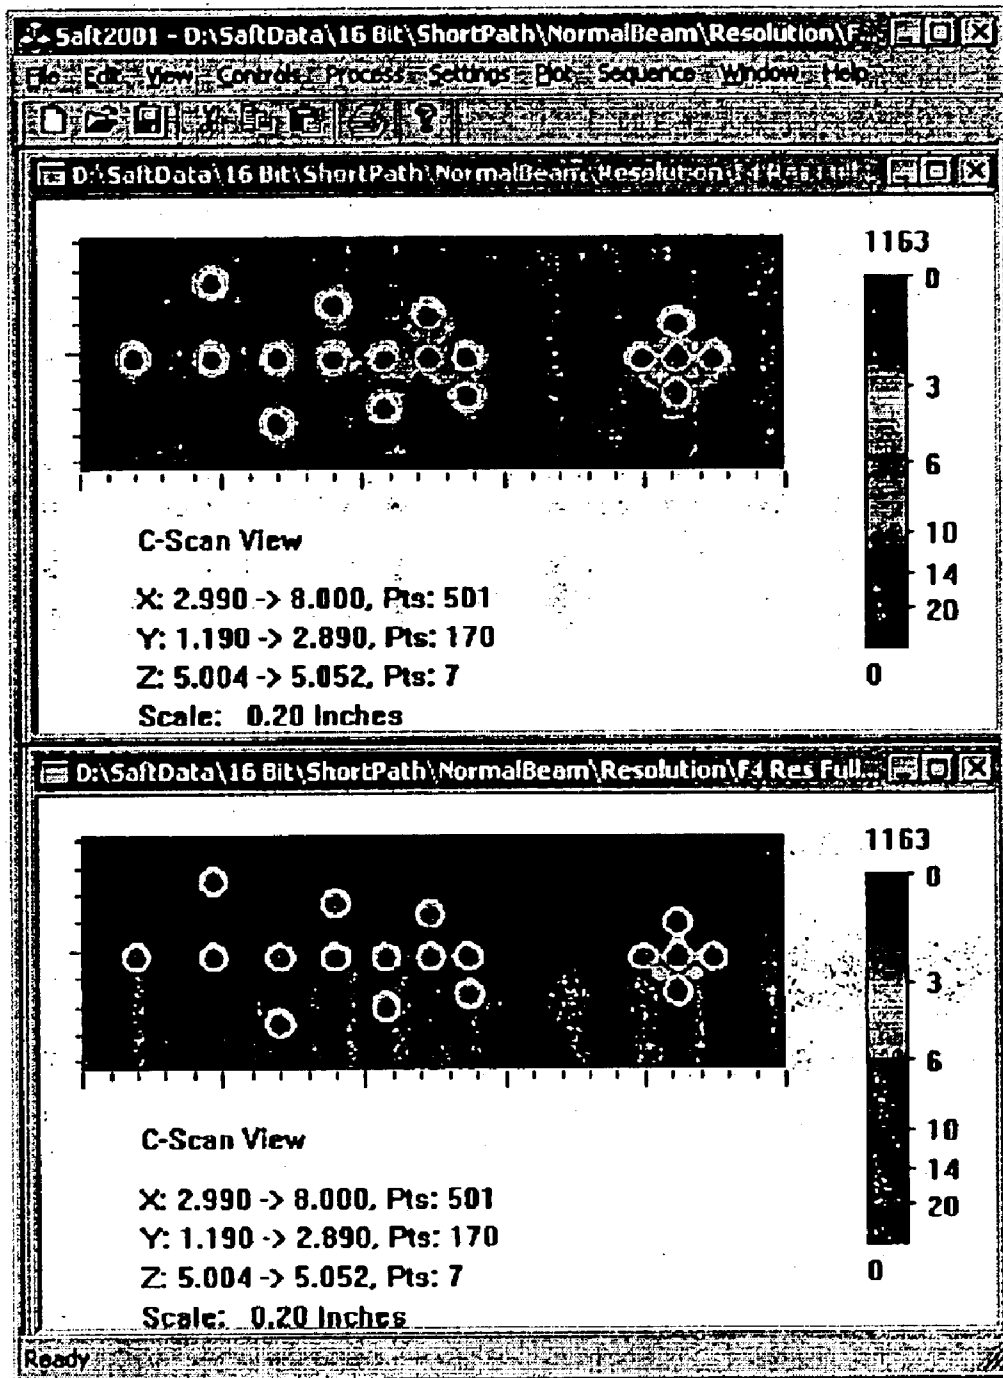 Saft2001 - D:\SaftData\16 Bit\ShortPath\NormalBeam\Resolution\F...
File Edit View Controls Process Settings Plot Sequence Window Help
D:\SaftData\16 Bit\ShortPath\NormalBeam\Resolution\F4 Res Full...
1163
0
3
6
10
14
20
0
C-Scan View
X: 2.990 -> 8.000, Pts: 501
Y: 1.190 -> 2.890, Pts: 170
Z: 5.004 -> 5.052, Pts: 7
Scale: 0.20 Inches
D:\SaftData\16 Bit\ShortPath\NormalBeam\Resolution\F4 Res Full...
1163
0
3
6
10
14
20
0
C-Scan View
X: 2.990 -> 8.000, Pts: 501
Y: 1.190 -> 2.890, Pts: 170
Z: 5.004 -> 5.052, Pts: 7
Scale: 0.20 Inches
Ready